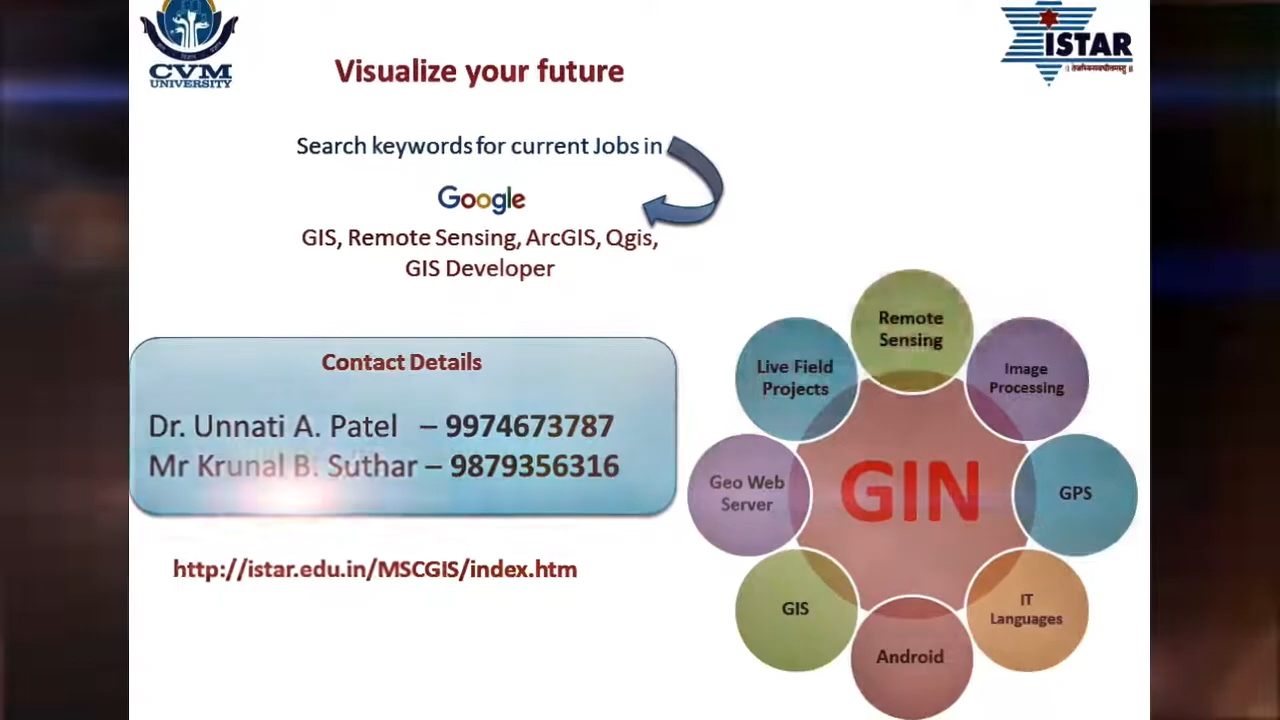 CVM
UNIVERSITY
ISTAR
Visualize your future
Search keywords for current Jobs in
Google
GIS, Remote Sensing, ArcGIS, Qgis,
GIS Developer
Contact Details
Dr. Unnati A. Patel – 9974673787
Mr Krunal B. Suthar – 9879356316
http://istar.edu.in/MSCGIS/index.htm
Remote
Sensing
Image
Processing
GPS
IT
Languages
Android
GIS
Geo Web
Server
Live Field
Projects
GIN